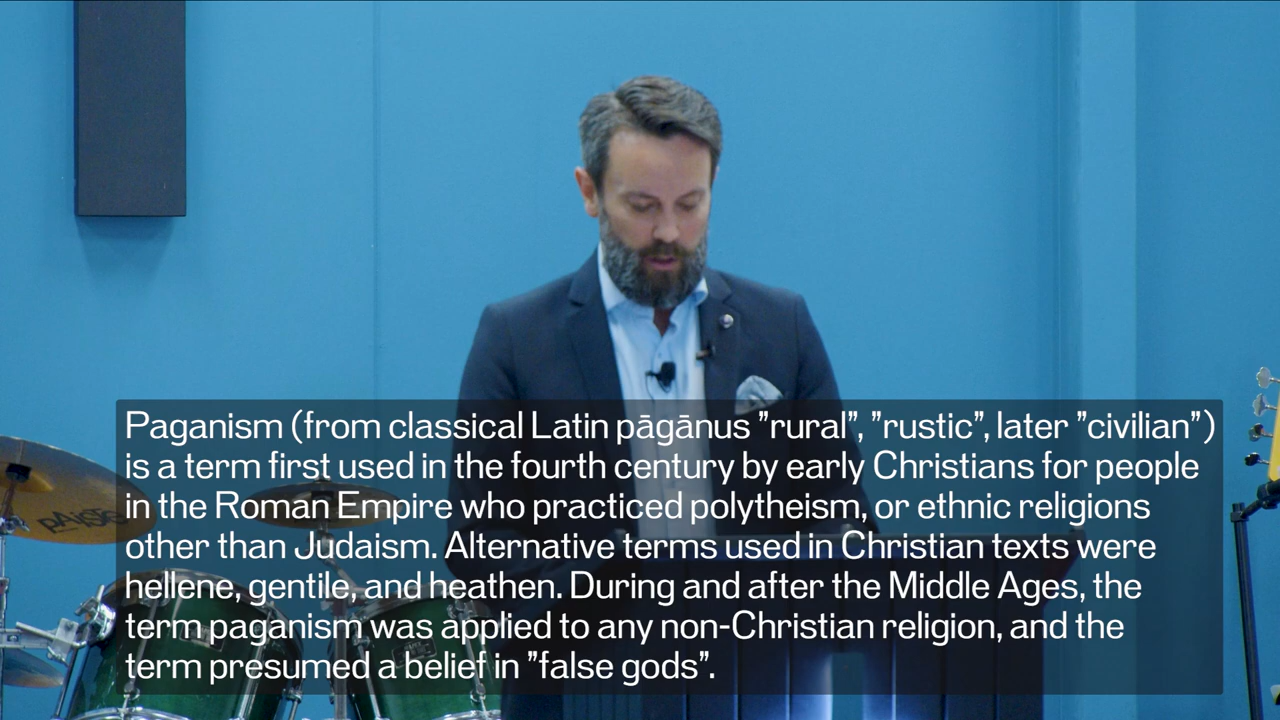 Paganism (from classical Latin pāgānus "rural", "rustic", later "civilian")
is a term first used in the fourth century by early Christians for people
in the Roman Empire who practiced polytheism, or ethnic religions
other than Judaism. Alternative terms used in Christian texts were
hellene, gentile, and heathen. During and after the Middle Ages, the
term paganism was applied to any non-Christian religion, and the
term presumed a belief in "false gods".
PAiSTe